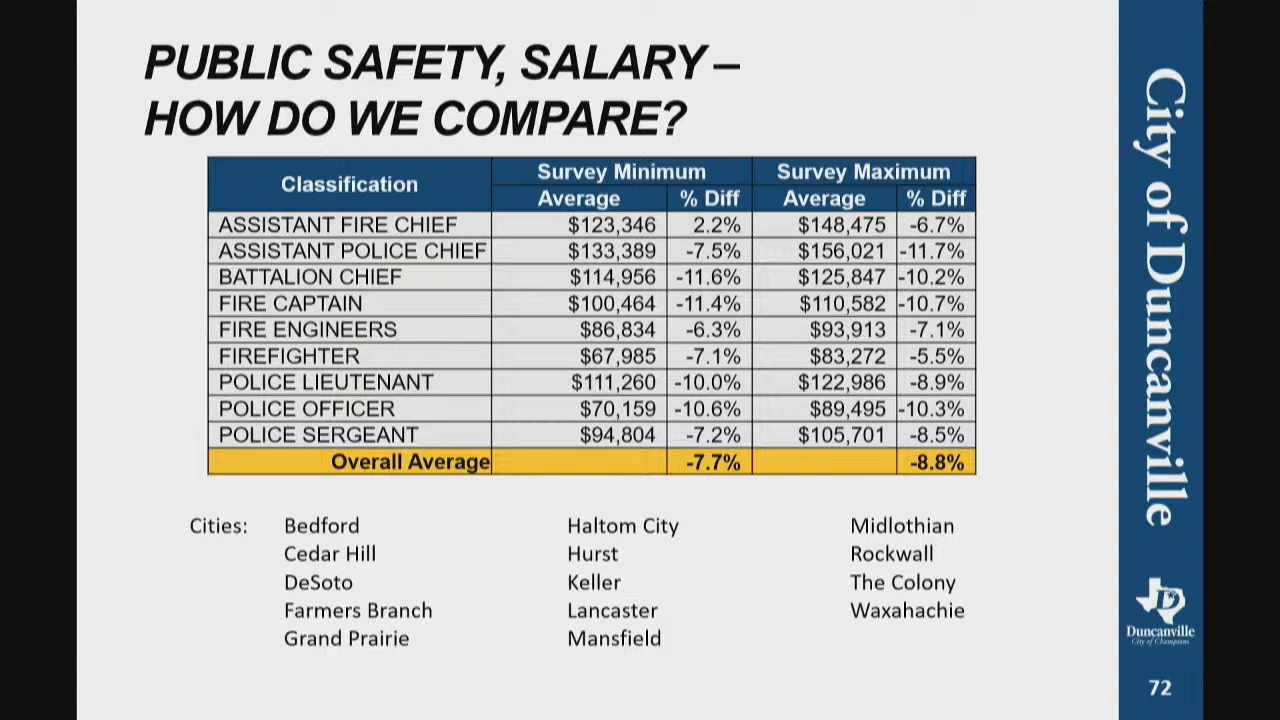 PUBLIC SAFETY, SALARY –
HOW DO WE COMPARE?
Classification Survey Minimum Survey Maximum
Average % Diff Average % Diff
ASSISTANT FIRE CHIEF $123,346 2.2% $148,475 -6.7%
ASSISTANT POLICE CHIEF $133,389 -7.5% $156,021 -11.7%
BATTALION CHIEF $114,956 -11.6% $125,847 -10.2%
FIRE CAPTAIN $100,464 -11.4% $110,582 -10.7%
FIRE ENGINEERS $86,834 -6.3% $93,913 -7.1%
FIREFIGHTER $67,985 -7.1% $83,272 -5.5%
POLICE LIEUTENANT $111,260 -10.0% $122,986 -8.9%
POLICE OFFICER $70,159 -10.6% $89,495 -10.3%
POLICE SERGEANT $94,804 -7.2% $105,701 -8.5%
Overall Average -7.7% -8.8%
Cities: Bedford Haltom City Midlothian
Cedar Hill Hurst Rockwall
DeSoto Keller The Colony
Farmers Branch Lancaster Waxahachie
Grand Prairie Mansfield
City of Duncanville
D
Duncanville
City of Champions
72